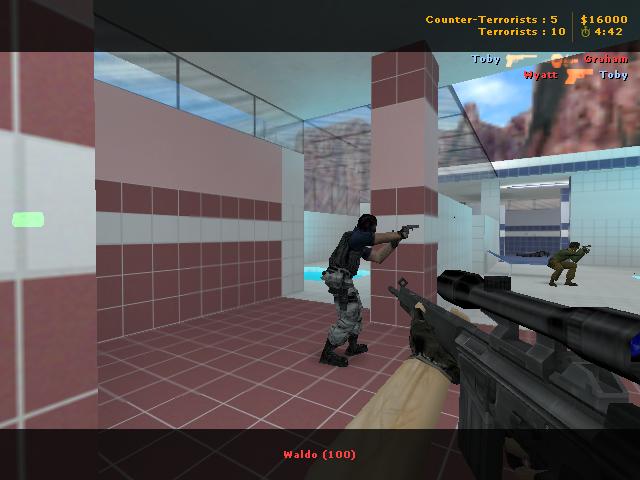 Counter-Terrorists : 5 $16000
Terrorists : 10 4:42
Toby Graham
Wyatt Toby
Waldo (100)